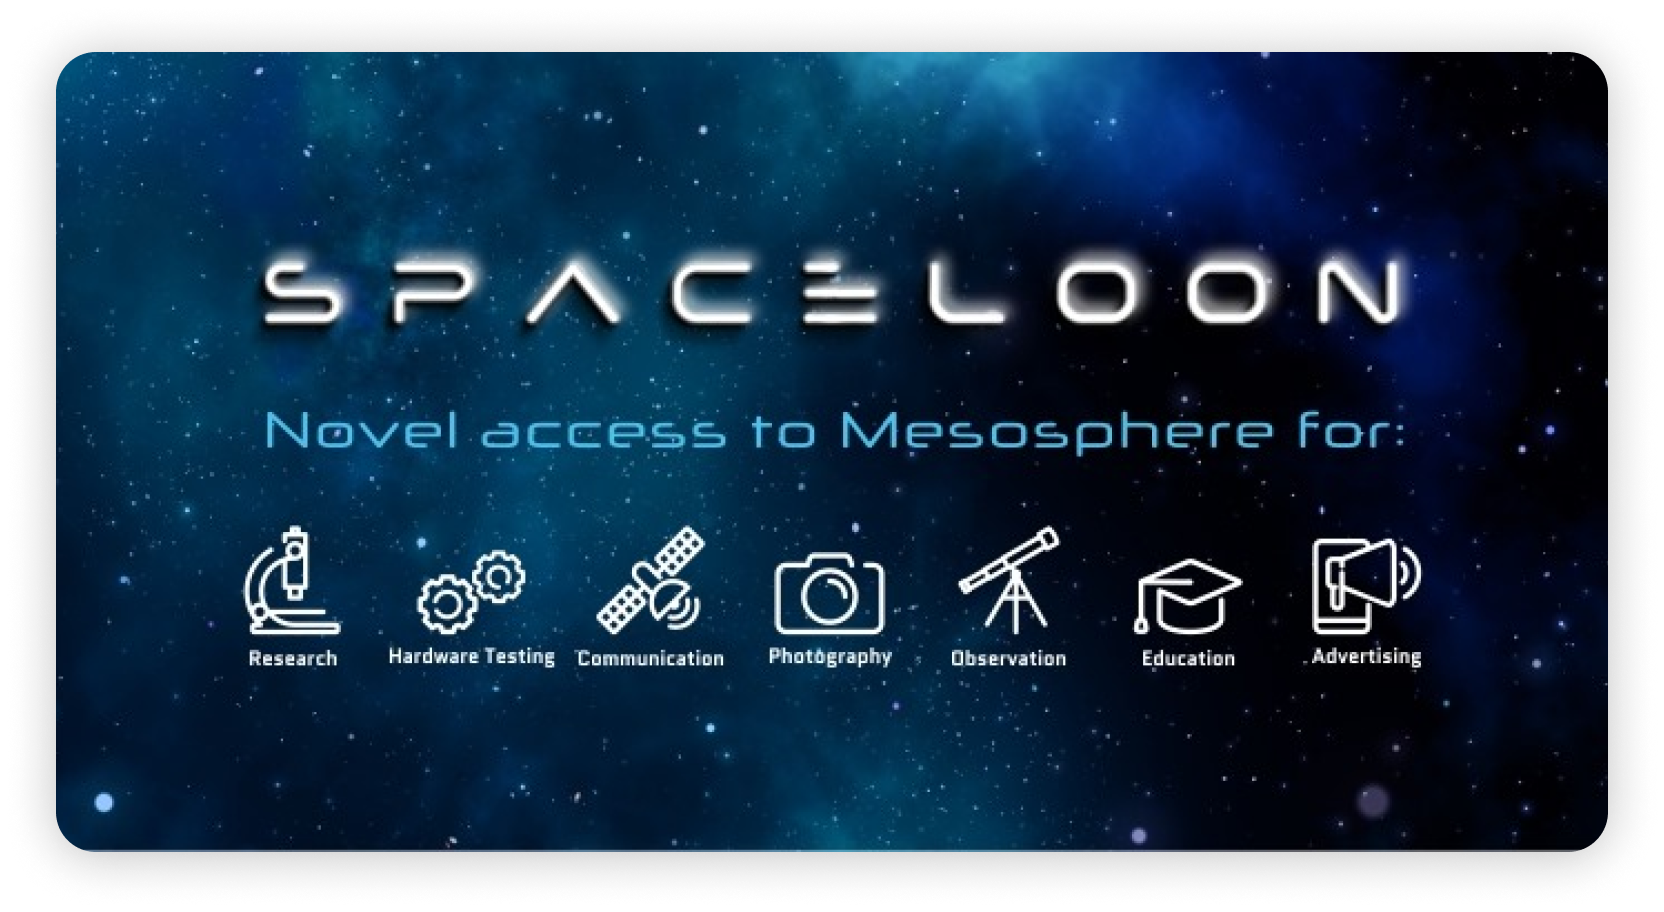 SPACELOON
Novel access to Mesosphere for:
Research Hardware Testing Communication Photography Observation Education Advertising